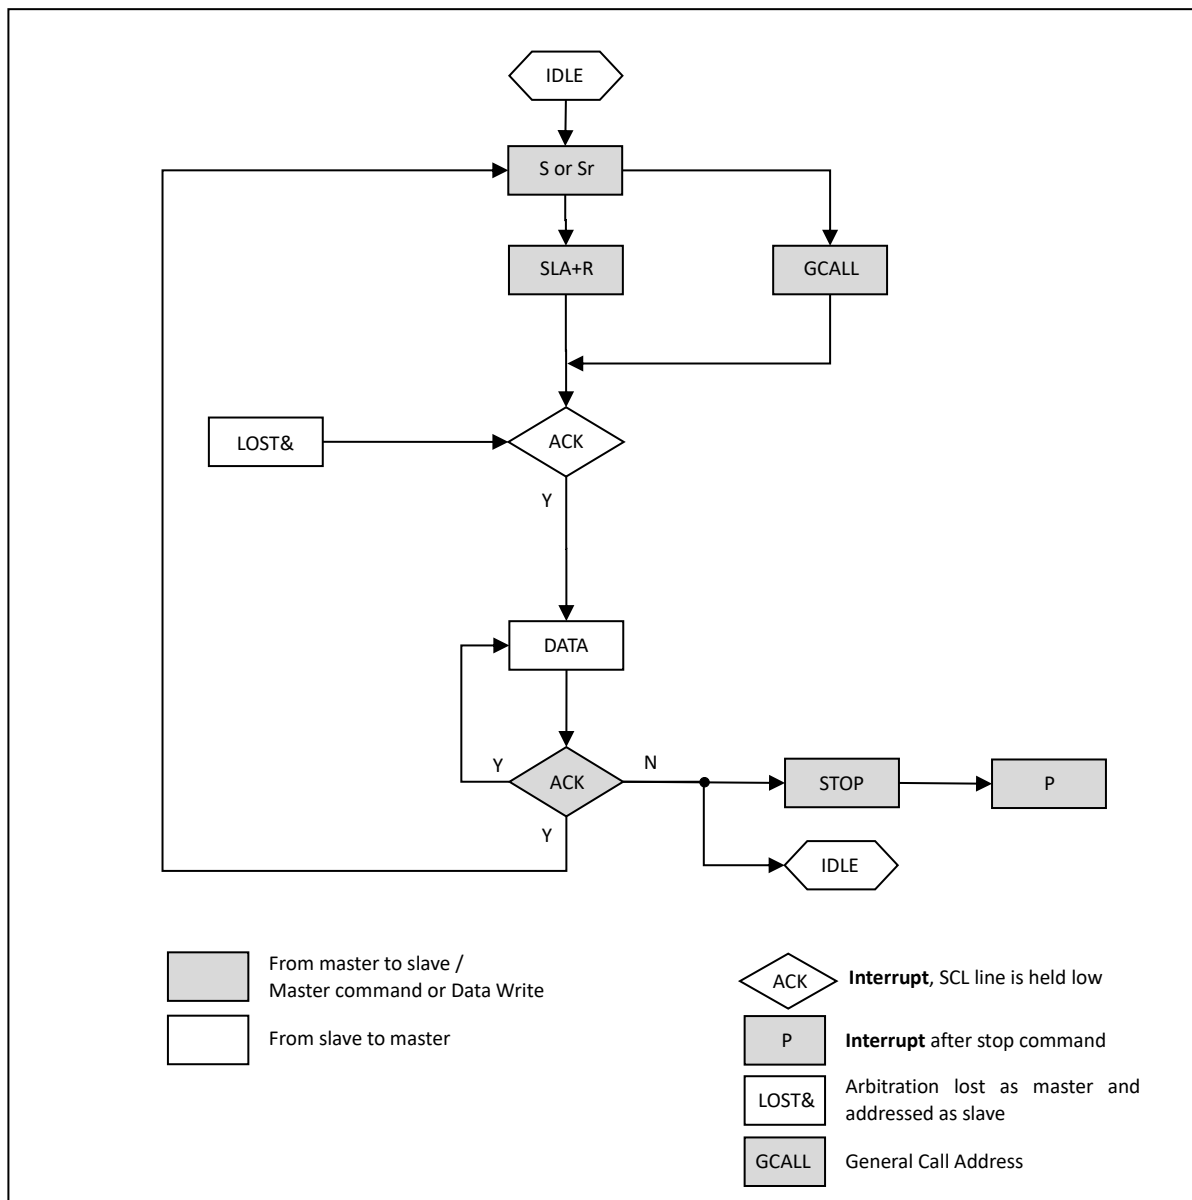 IDLE
S or Sr
SLA+R
GCALL
LOST&
ACK
Y
DATA
Y
ACK
N
STOP
P
Y
IDLE
From master to slave /
Master command or Data Write
From slave to master
ACK
Interrupt, SCL line is held low
P
Interrupt after stop command
LOST&
Arbitration lost as master and
addressed as slave
GCALL
General Call Address